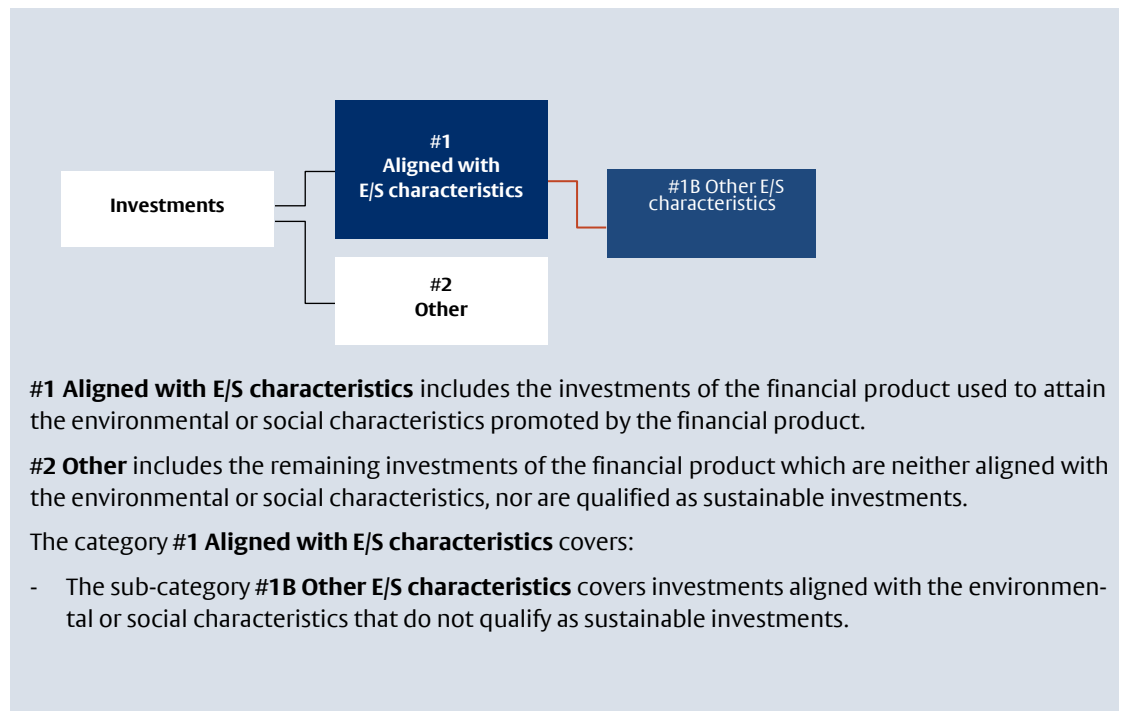 #1
Aligned with
E/S characteristics
Investments
#1B Other E/S
characteristics
#2
Other
#1 Aligned with E/S characteristics includes the investments of the financial product used to attain
the environmental or social characteristics promoted by the financial product.
#2 Other includes the remaining investments of the financial product which are neither aligned with
the environmental or social characteristics, nor are qualified as sustainable investments.
The category #1 Aligned with E/S characteristics covers:
- The sub-category #1B Other E/S characteristics covers investments aligned with the environmen-
tal or social characteristics that do not qualify as sustainable investments.